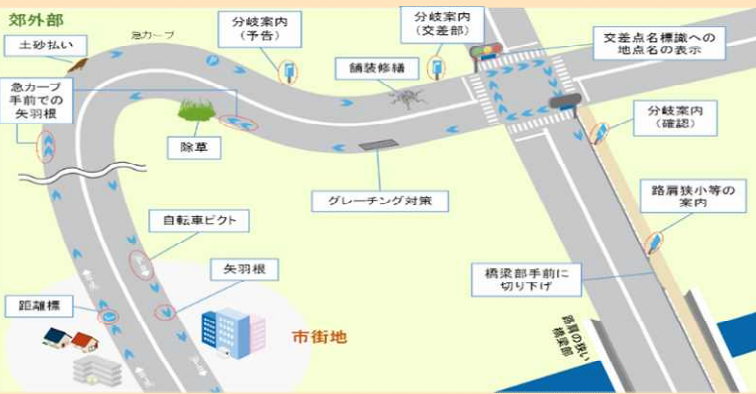 郊外部
土砂払い
急カーブ
分岐案内
(予告)
分岐案内
(交差部)
交差点名標識への
地点名の表示
舗装修繕
急カーブ
手前での
矢羽根
除草
分岐案内
(確認)
グレーチング対策
路肩狭小等の
案内
自転車ピクト
矢羽根
橋梁部手前に
切り下げ
距離標
市街地
路肩の狭い
橋梁部